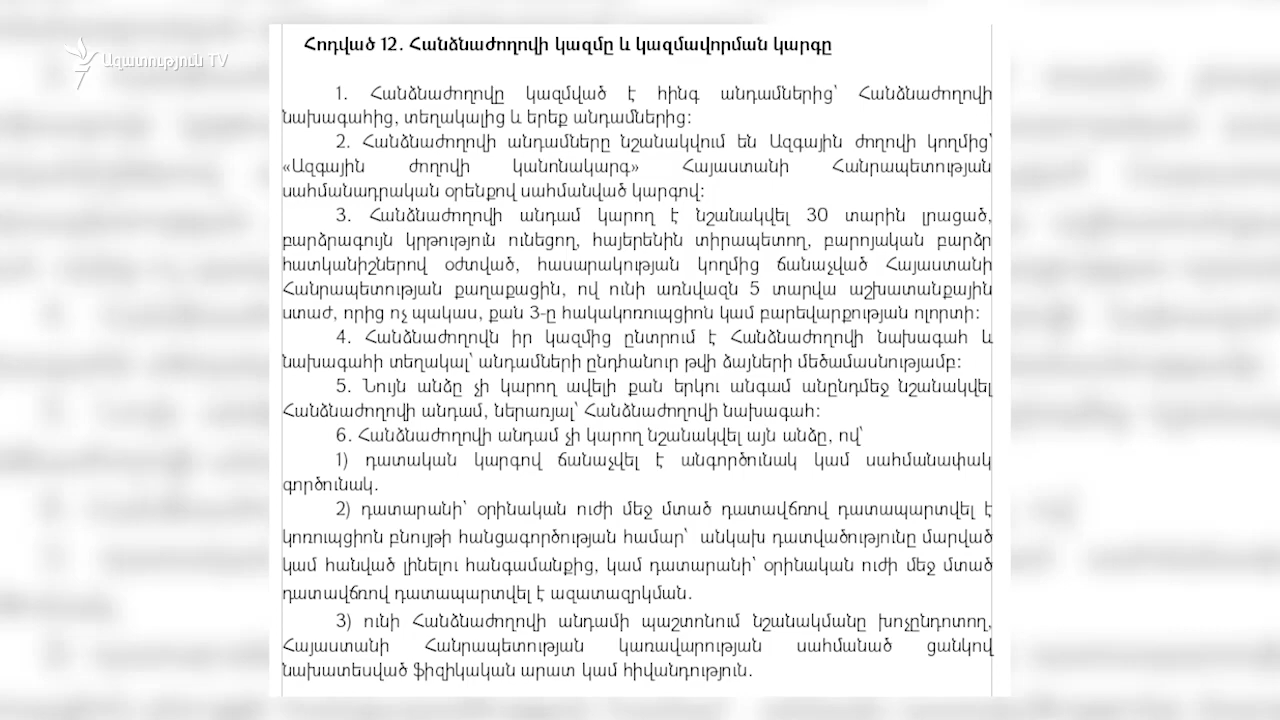 Ազատություն TV
Հոդված 12. Հանձնաժողովի կազմը և կազմավորման կարգը
1. Հանձնաժողովը կազմված է հինգ անդամներից՝ Հանձնաժողովի
նախագահից, տեղակալից և երեք անդամներից:
2. Հանձնաժողովի անդամները նշանակվում են Ազգային ժողովի կողմից՝
«Ազգային ժողովի կանոնակարգ» Հայաստանի Հանրապետության
սահմանադրական օրենքով սահմանված կարգով:
3. Հանձնաժողովի անդամ կարող է նշանակվել 30 տարին լրացած,
բարձրագույն կրթություն ունեցող, հայերենին տիրապետող, բարոյական բարձր
հատկանիշներով օժտված, հասարակության կողմից ճանաչված Հայաստանի
Հանրապետության քաղաքացին, ով ունի առնվազն 5 տարվա աշխատանքային
ստաժ, որից ոչ պակաս, քան 3-ը հակակոռուպցիոն կամ բարեվարքության ոլորտի:
4. Հանձնաժողովն իր կազմից ընտրում է Հանձնաժողովի նախագահ և
նախագահի տեղակալ՝ անդամների ընդհանուր թվի ձայների մեծամասնությամբ:
5. Նույն անձը չի կարող ավելի քան երկու անգամ անընդմեջ նշանակվել
Հանձնաժողովի անդամ, ներառյալ՝ Հանձնաժողովի նախագահ:
6. Հանձնաժողովի անդամ չի կարող նշանակվել այն անձը, ով՝
1) դատական կարգով ճանաչվել է անգործունակ կամ սահմանափակ
գործունակ.
2) դատարանի՝ օրինական ուժի մեջ մտած դատավճռով դատապարտվել է
կոռուպցիոն բնույթի հանցագործության համար՝ անկախ դատվածությունը մարված
կամ հանված լինելու հանգամանքից, կամ դատարանի՝ օրինական ուժի մեջ մտած
դատավճռով դատապարտվել է ազատազրկման.
3) ունի Հանձնաժողովի անդամի պաշտոնում նշանակմանը խոչընդոտող,
Հայաստանի Հանրապետության կառավարության սահմանած ցանկով
նախատեսված ֆիզիկական արատ կամ հիվանդություն.